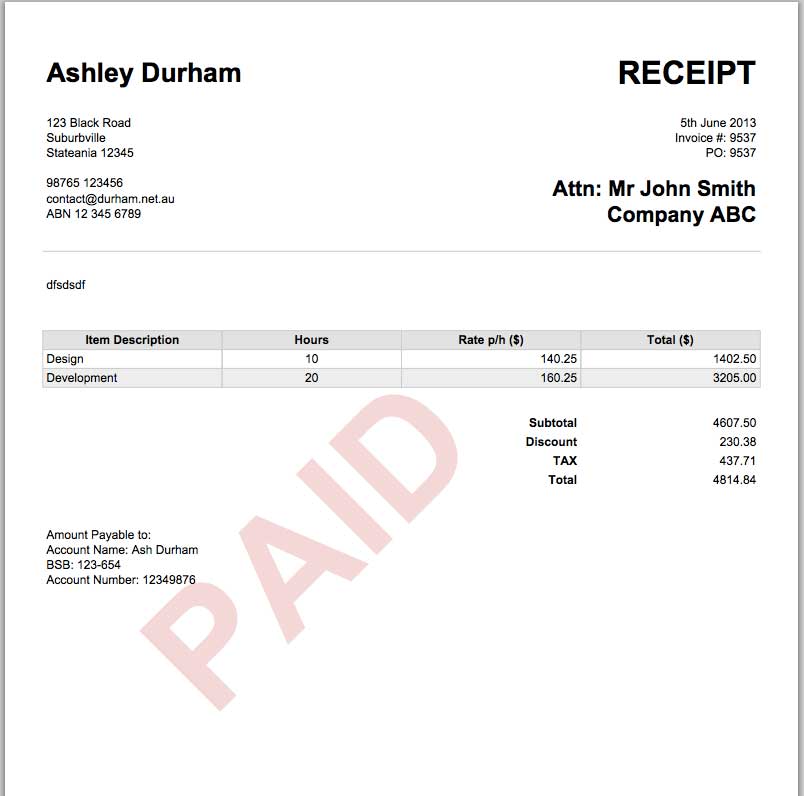 Ashley Durham
RECEIPT
123 Black Road
Suburbville
Stateania 12345
5th June 2013
Invoice #: 9537
PO: 9537
98765 123456
contact@durham.net.au
ABN 12 345 6789
Attn: Mr John Smith
Company ABC
dfsdsdf
Item Description Hours Rate p/h ($) Total ($)
Design 10 140.25 1402.50
Development 20 160.25 3205.00
Subtotal 4607.50
Discount 230.38
TAX 437.71
Total 4814.84
Amount Payable to:
Account Name: Ash Durham
BSB: 123-654
Account Number: 12349876
PAID